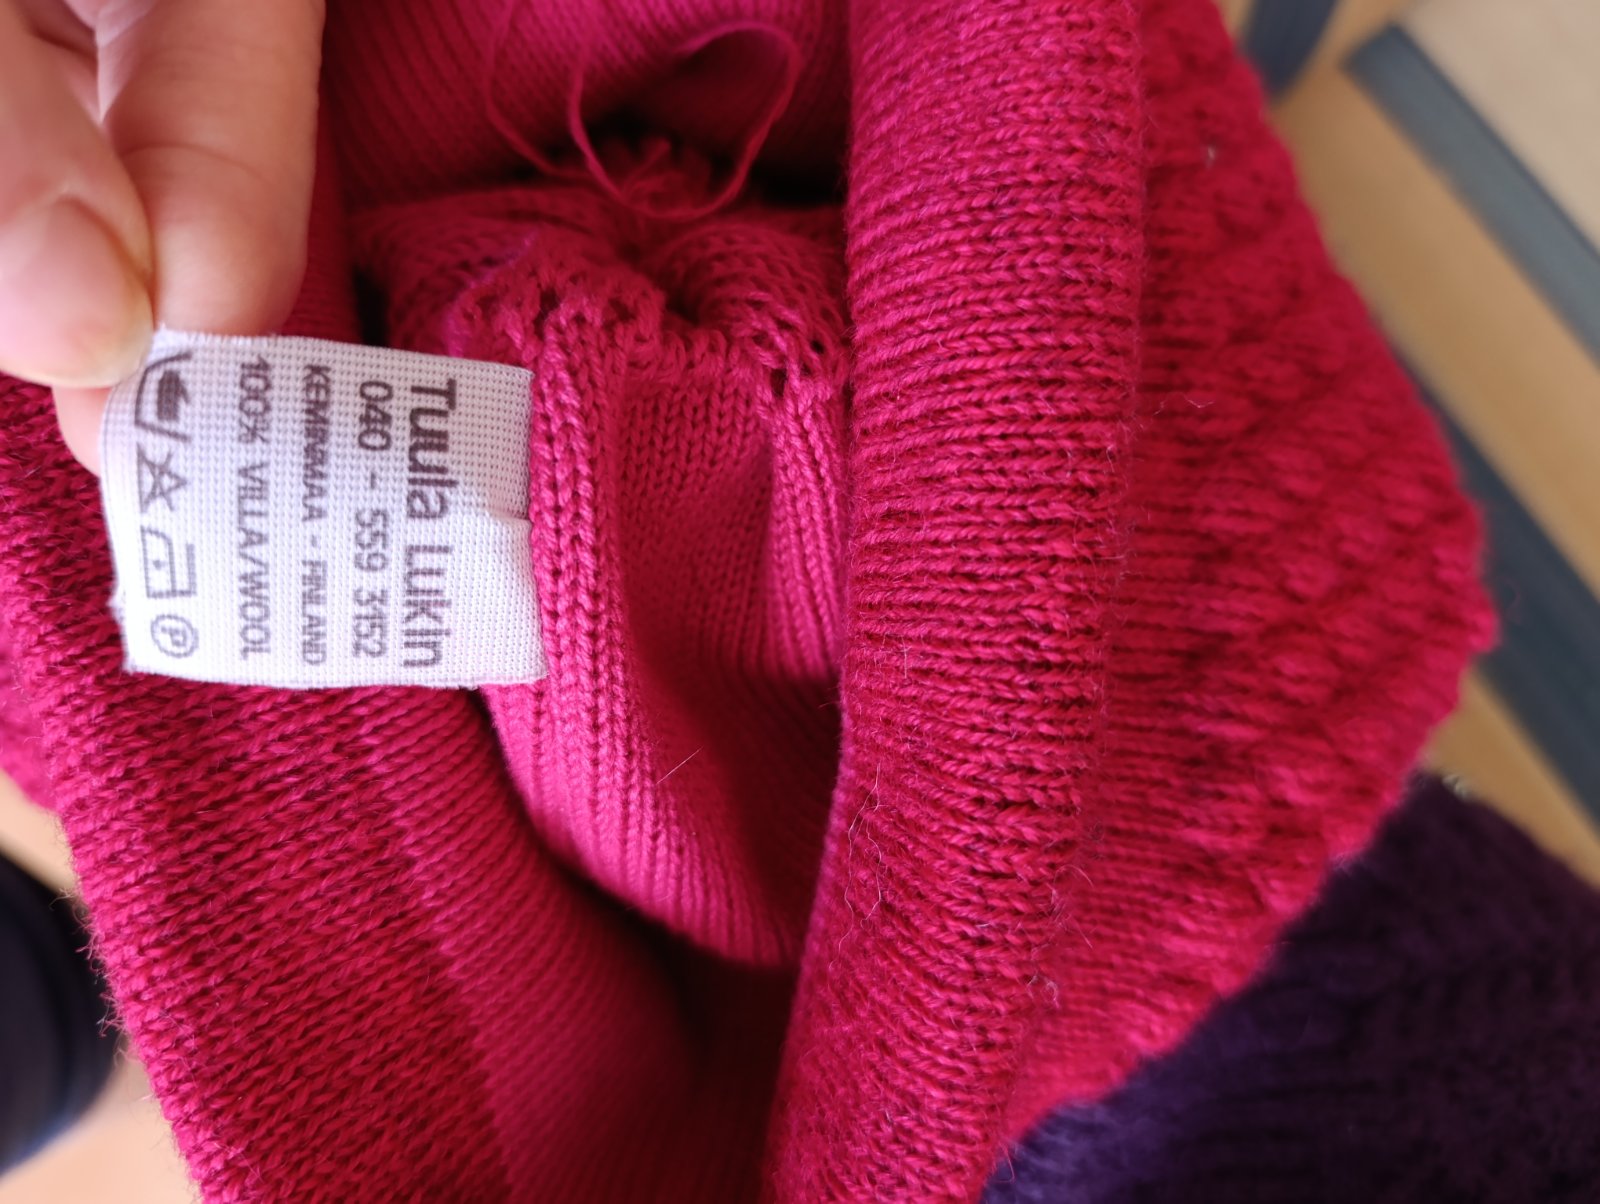 Tuula Lukin
040 - 559 3152
KEMINMAA - FINLAND
100% VILLA/WOOL
P